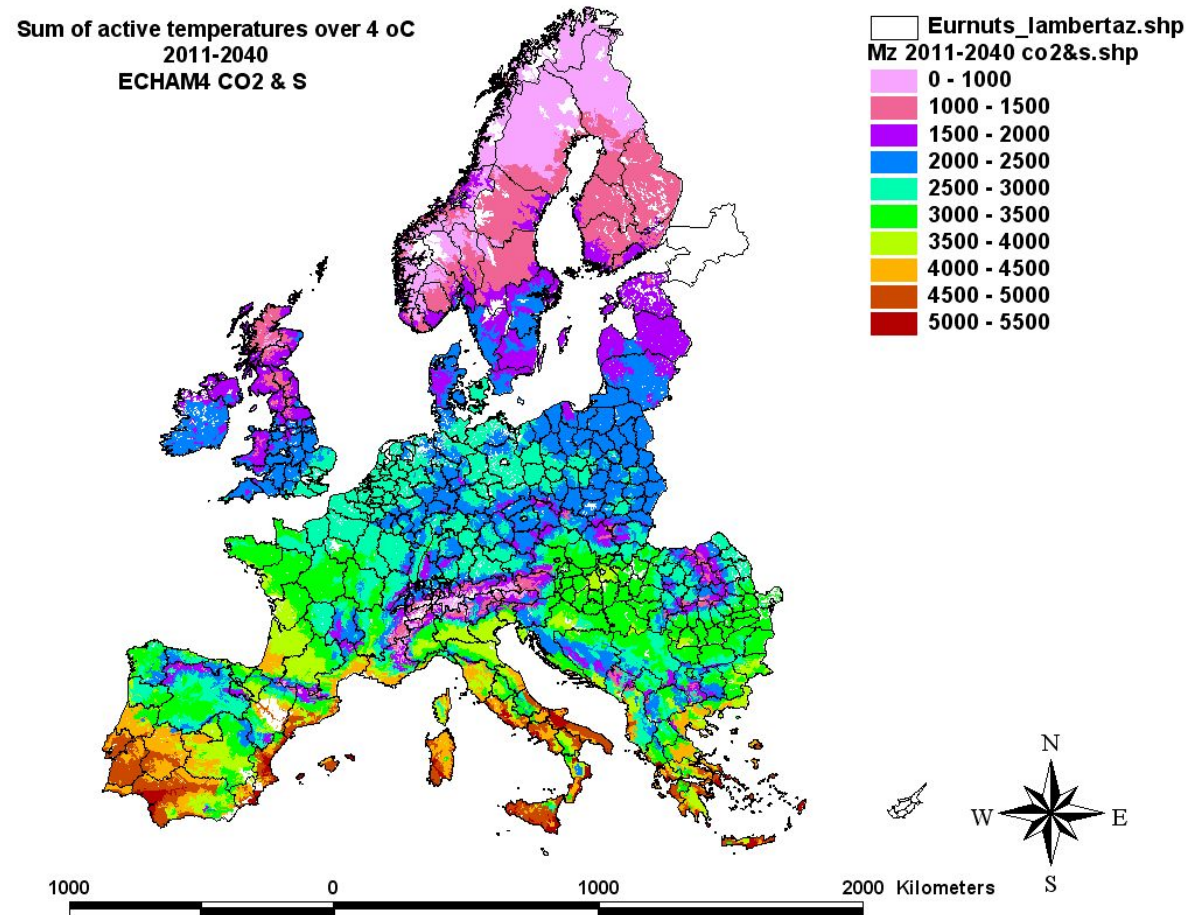 Sum of active temperatures over 4 oC
2011-2040
ECHAM4 CO2 & S
Eurnuts_lambertaz.shp
Mz 2011-2040 co2&s.shp
0 - 1000
1000 - 1500
1500 - 2000
2000 - 2500
2500 - 3000
3000 - 3500
3500 - 4000
4000 - 4500
4500 - 5000
5000 - 5500
N
W
E
S
1000 0 1000 2000 Kilometers